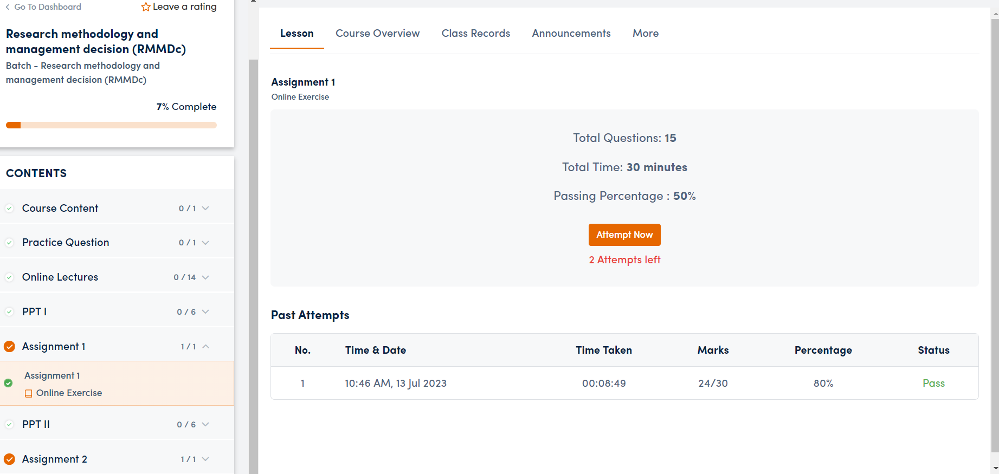 Go To Dashboard
Leave a rating
Research methodology and
management decision (RMMDc)
Batch - Research methodology and
management decision (RMMDc)
7% Complete
CONTENTS
Course Content 0 / 1
Practice Question 0 / 1
Online Lectures 0 / 14
PPT I 0 / 6
Assignment 1 1 / 1
Assignment 1
Online Exercise
PPT II 0 / 6
Assignment 2 1 / 1
Lesson Course Overview Class Records Announcements More
Assignment 1
Online Exercise
Total Questions: 15
Total Time: 30 minutes
Passing Percentage : 50%
Attempt Now
2 Attempts left
Past Attempts
No. Time & Date Time Taken Marks Percentage Status
1 10:46 AM, 13 Jul 2023 00:08:49 24/30 80% Pass